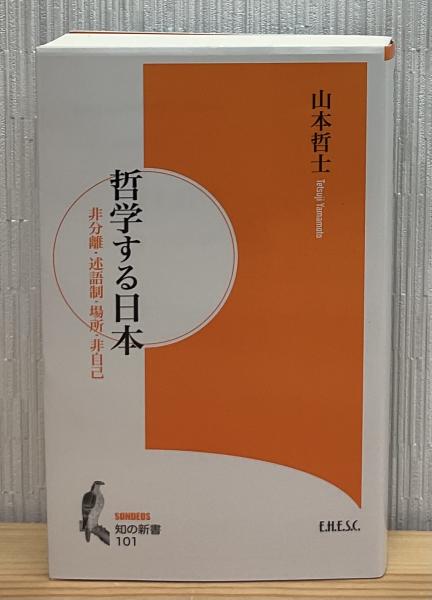 山本哲士
Tetsuji Yamamoto
哲学する日本
非分離・述語制・場所・非自己
SONDEOS
知の新書
101
E.H.E.S.C.